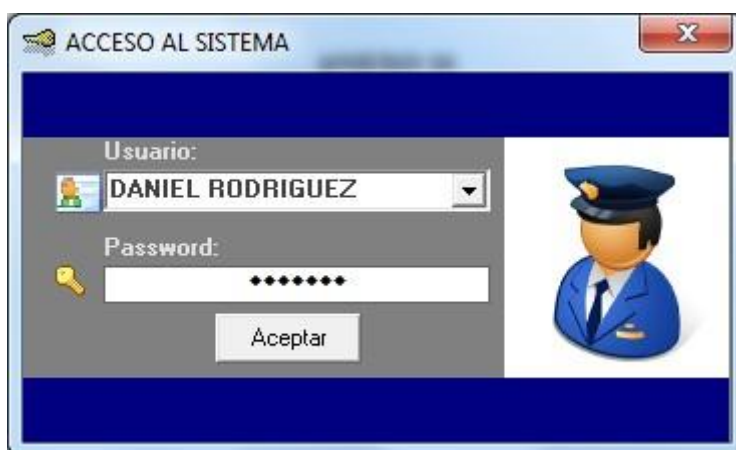 ACCESO AL SISTEMA
Usuario:
DANIEL RODRIGUEZ
Password:
•••••••
Aceptar